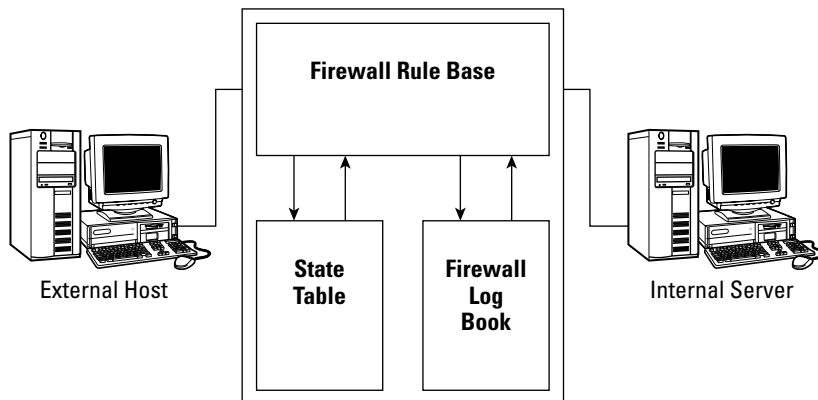 Firewall Rule Base
State
Table
Firewall
Log
Book
External Host
Internal Server